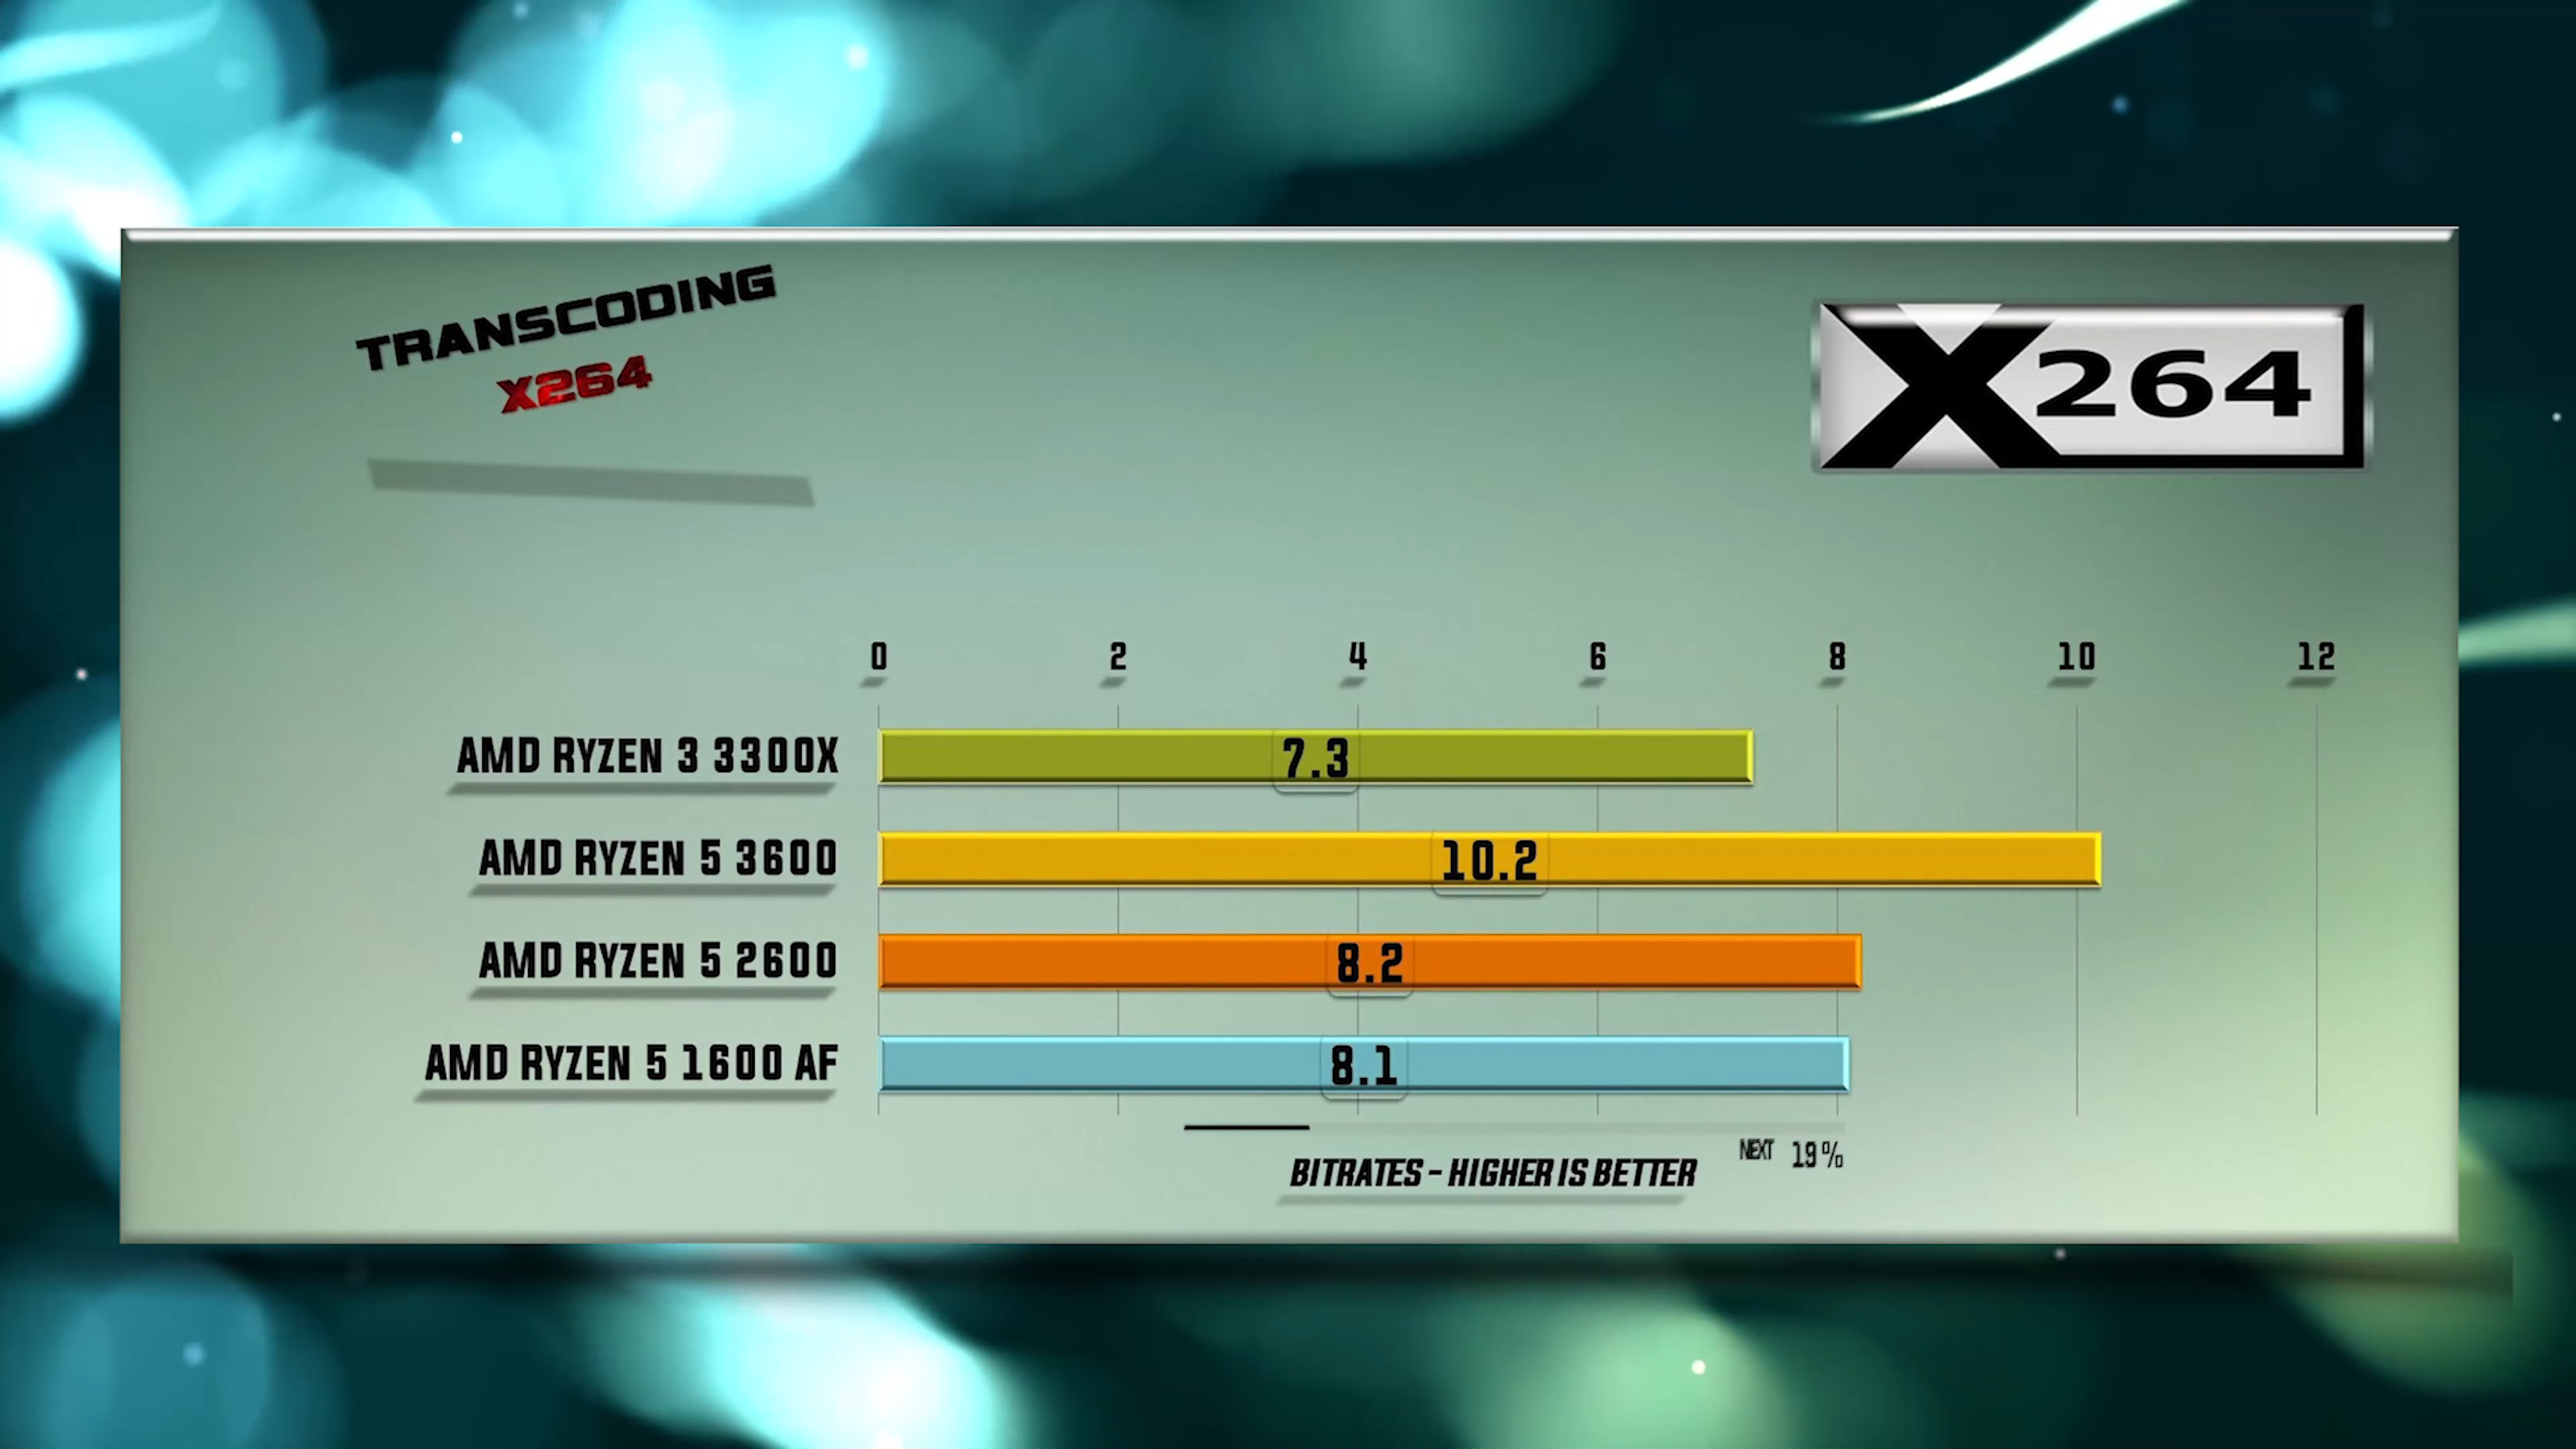 TRANSCODING
X264
X264
0 2 4 6 8 10 12
AMD RYZEN 3 3300X 7.3
AMD RYZEN 5 3600 10.2
AMD RYZEN 5 2600 8.2
AMD RYZEN 5 1600 AF 8.1
NEXT 19%
BITRATES - HIGHER IS BETTER